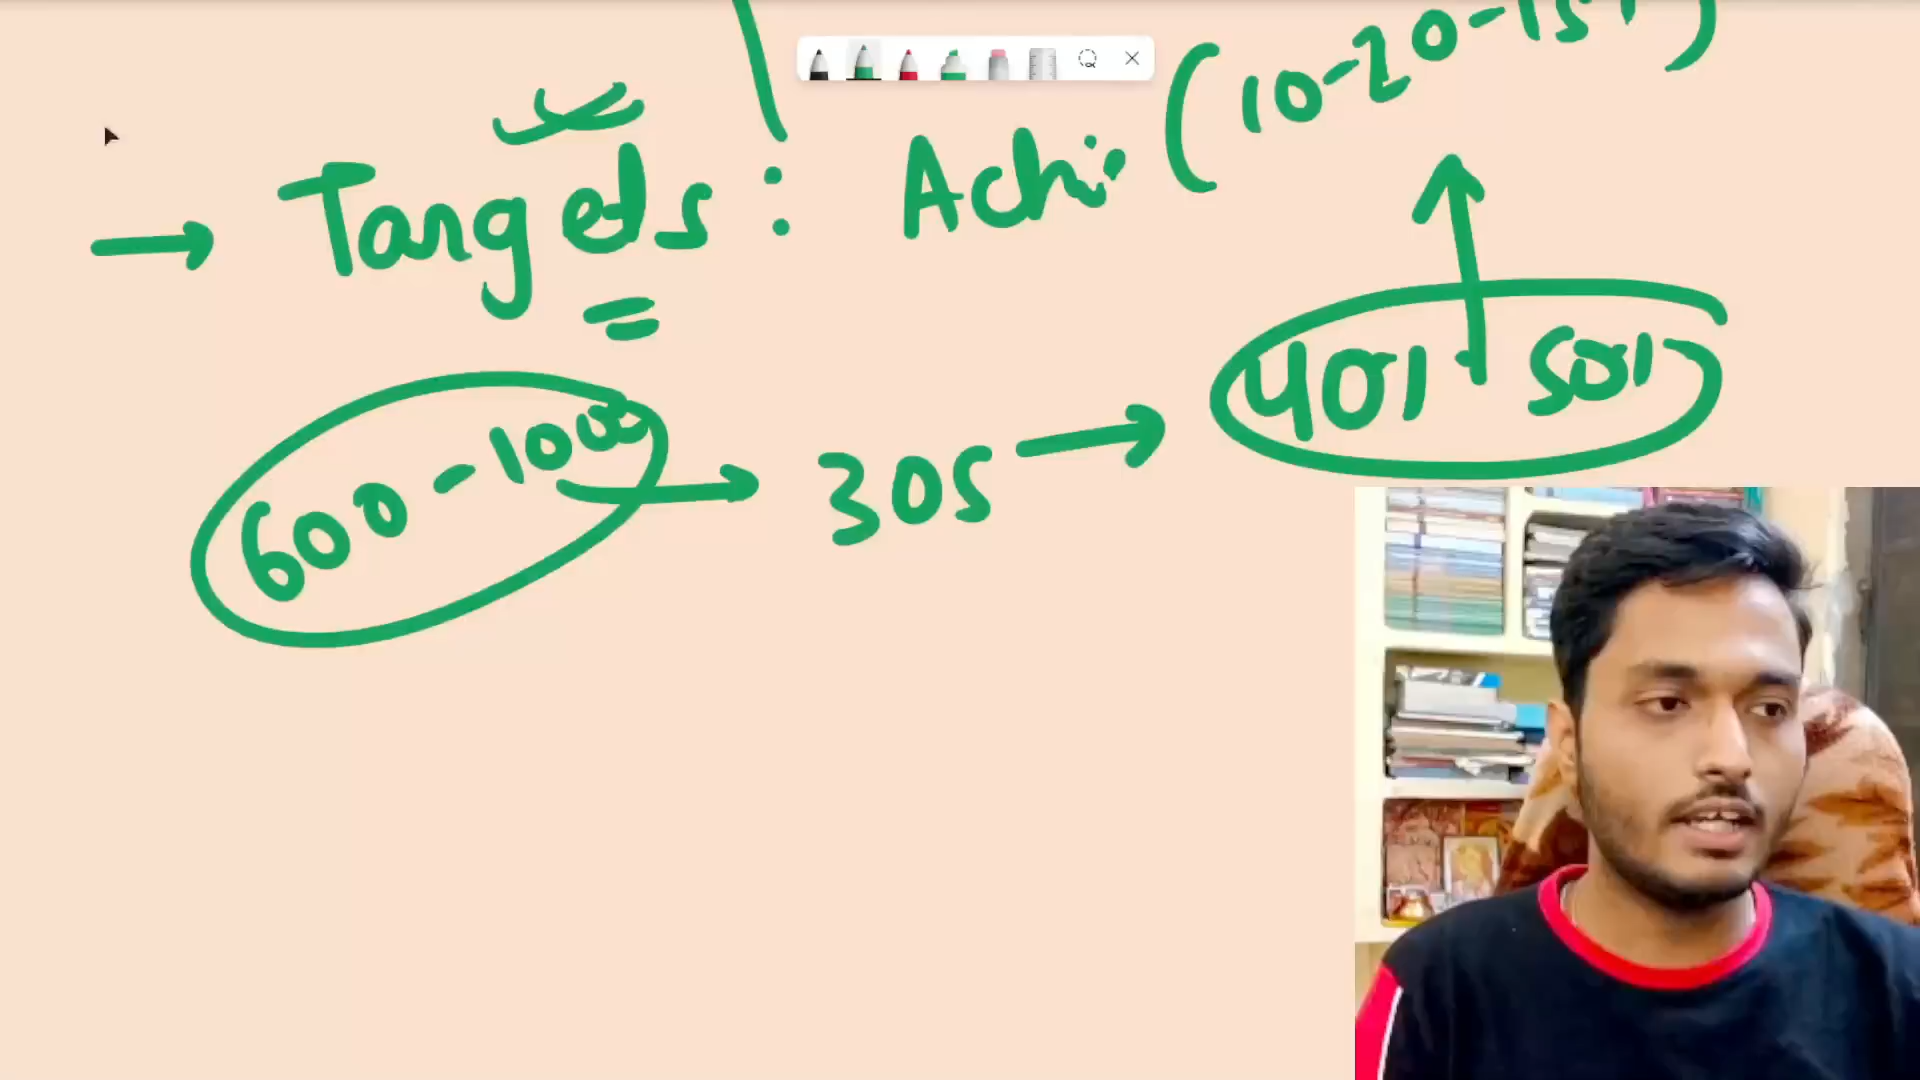 → Targets: Achi (10-20-15
600-1000 → 305 → 401 - 501